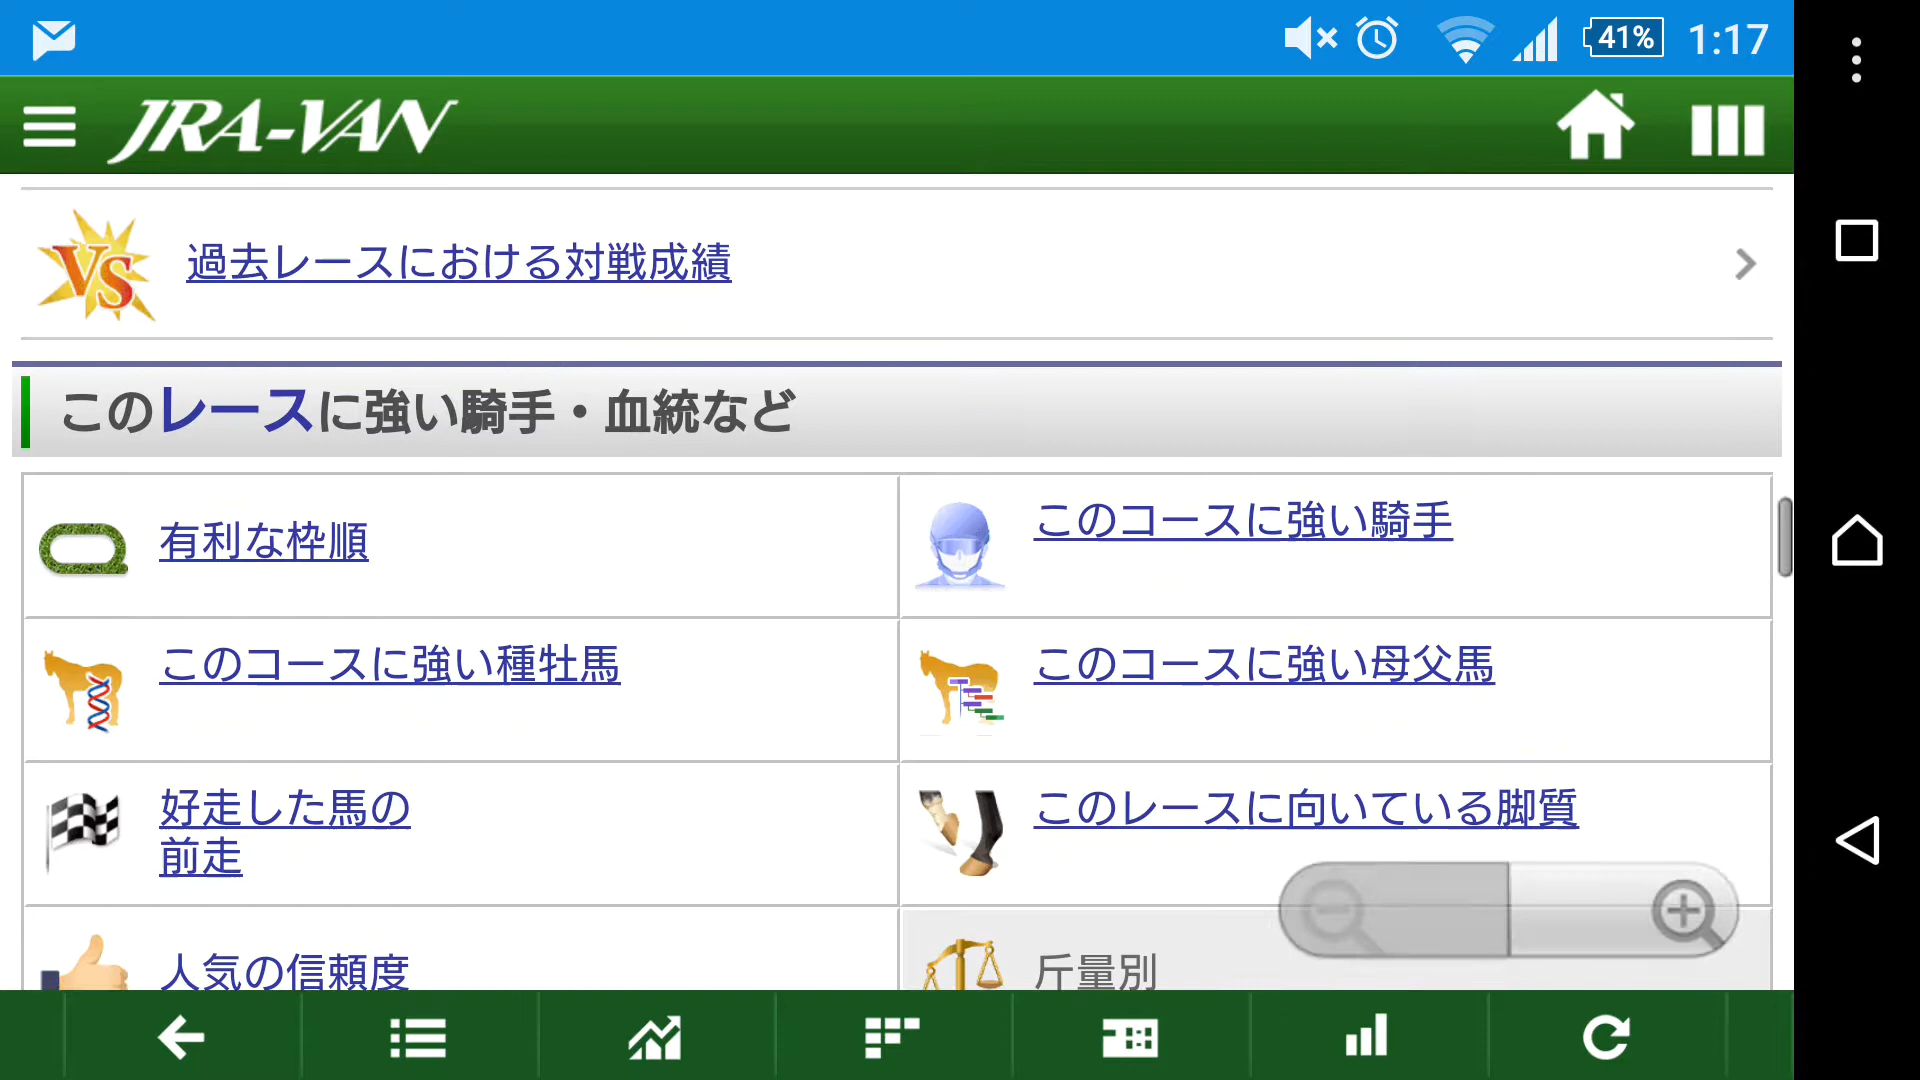 41% 1:17
JRA-VAN
VS 過去レースにおける対戦成績
このレースに強い騎手・血統など
有利な枠順
このコースに強い騎手
このコースに強い種牡馬
このコースに強い母父馬
好走した馬の
前走
このレースに向いている脚質
人気の信頼度
斤量別